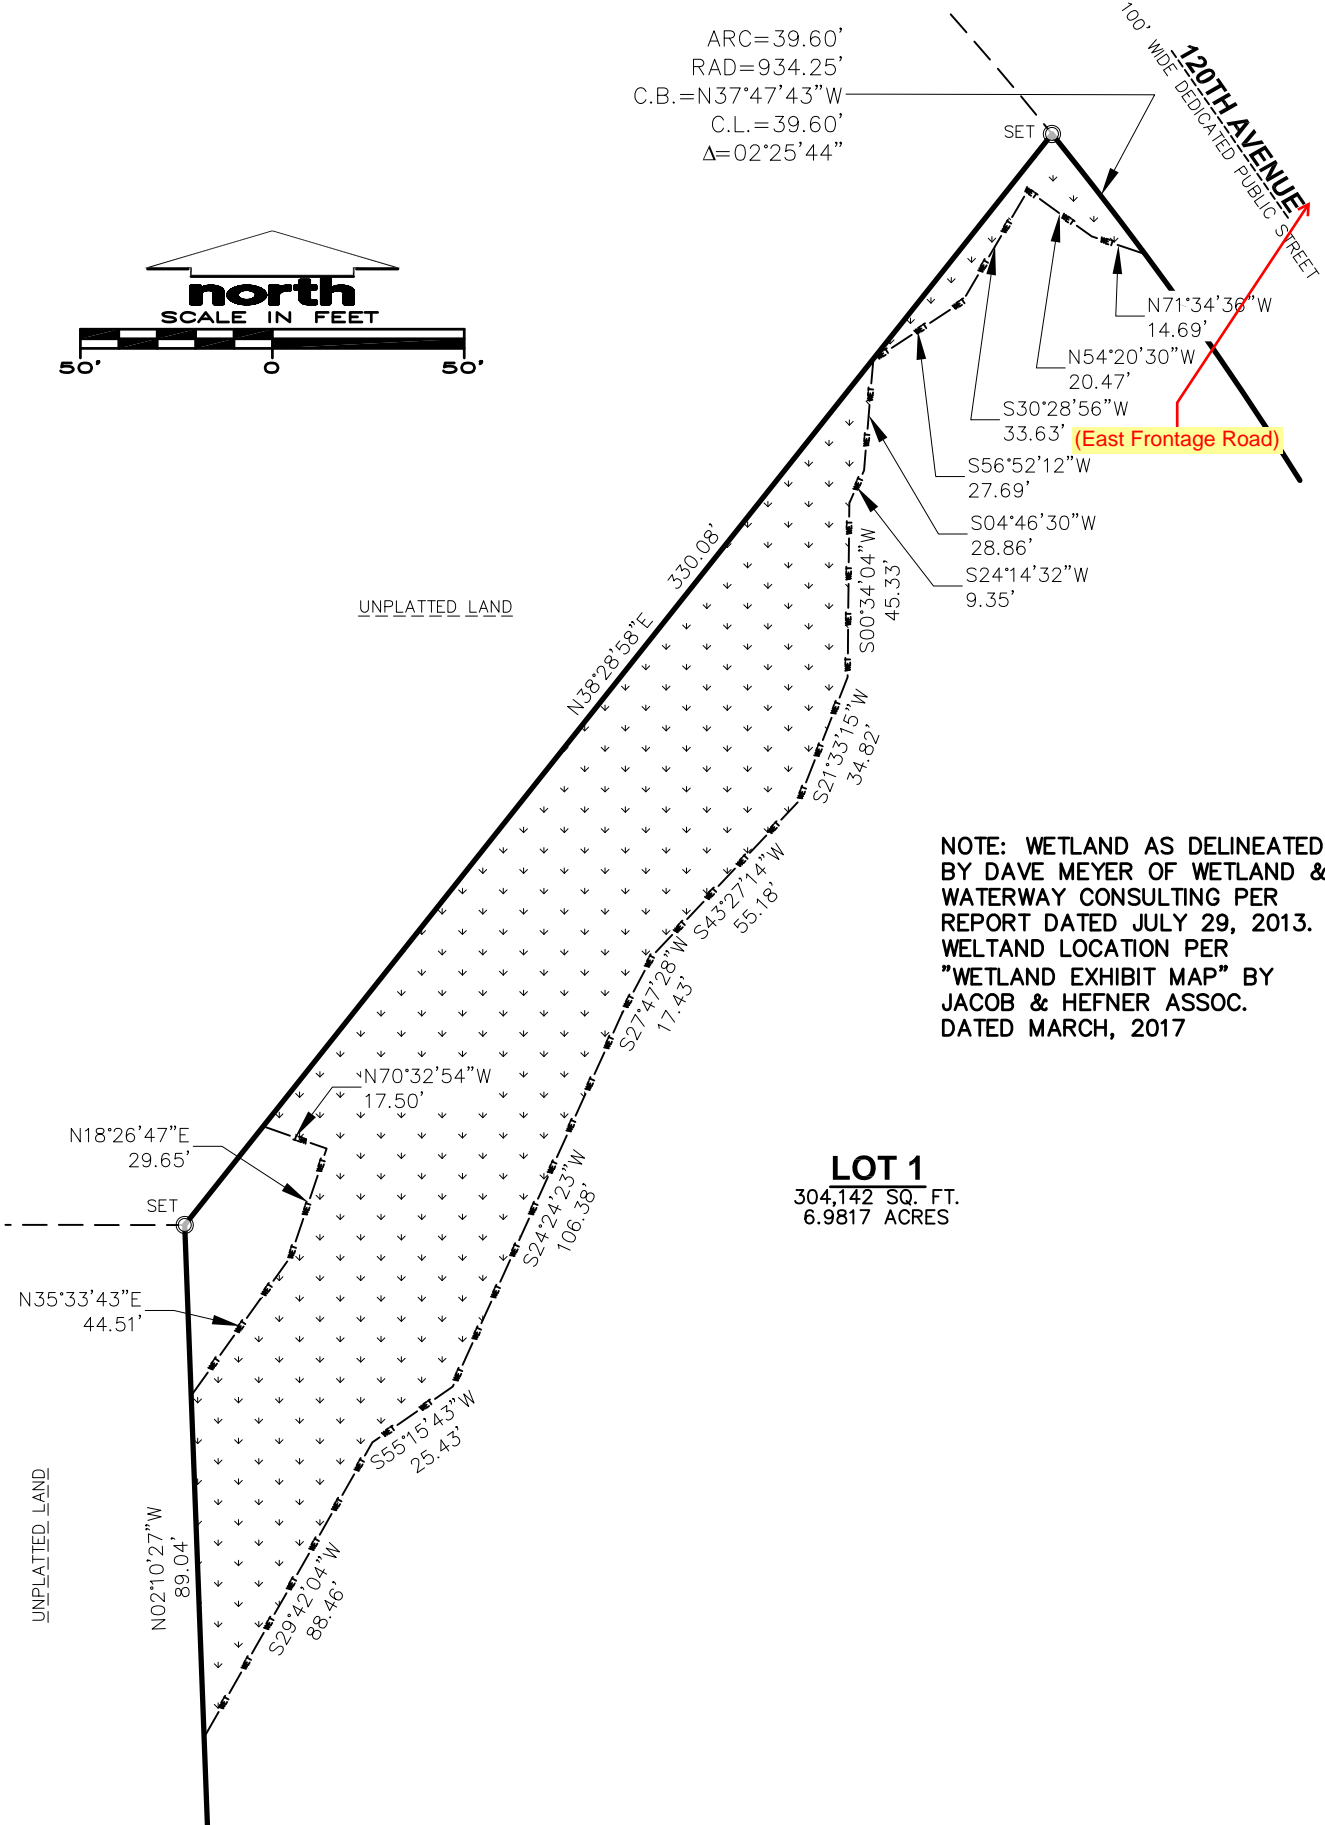 ARC=39.60'
RAD=934.25'
C.B.=N37°47'43"W
C.L.=39.60'
Δ=02°25'44"
SET
120TH AVENUE
100' WIDE DEDICATED PUBLIC STREET
north
SCALE IN FEET
50' 0 50'
N71°34'36"W
14.69'
N54°20'30"W
20.47'
S30°28'56"W
33.63'
(East Frontage Road)
S56°52'12"W
27.69'
S04°46'30"W
28.86'
S24°14'32"W
9.35'
S00°34'04"W
45.33'
N38°28'58"E 330.08'
UNPLATTED LAND
S21°33'15"W
34.82'
S43°27'14"W
55.18'
S27°47'28"W
17.43'
NOTE: WETLAND AS DELINEATED
BY DAVE MEYER OF WETLAND &
WATERWAY CONSULTING PER
REPORT DATED JULY 29, 2013.
WELTAND LOCATION PER
"WETLAND EXHIBIT MAP" BY
JACOB & HEFNER ASSOC.
DATED MARCH, 2017
N70°32'54"W
17.50'
N18°26'47"E
29.65'
SET
S24°24'23"W
106.38'
LOT 1
304,142 SQ. FT.
6.9817 ACRES
N35°33'43"E
44.51'
S55°15'43"W
25.43'
UNPLATTED LAND
N02°10'27"W
89.04'
S29°42'04"W
88.46'
WET